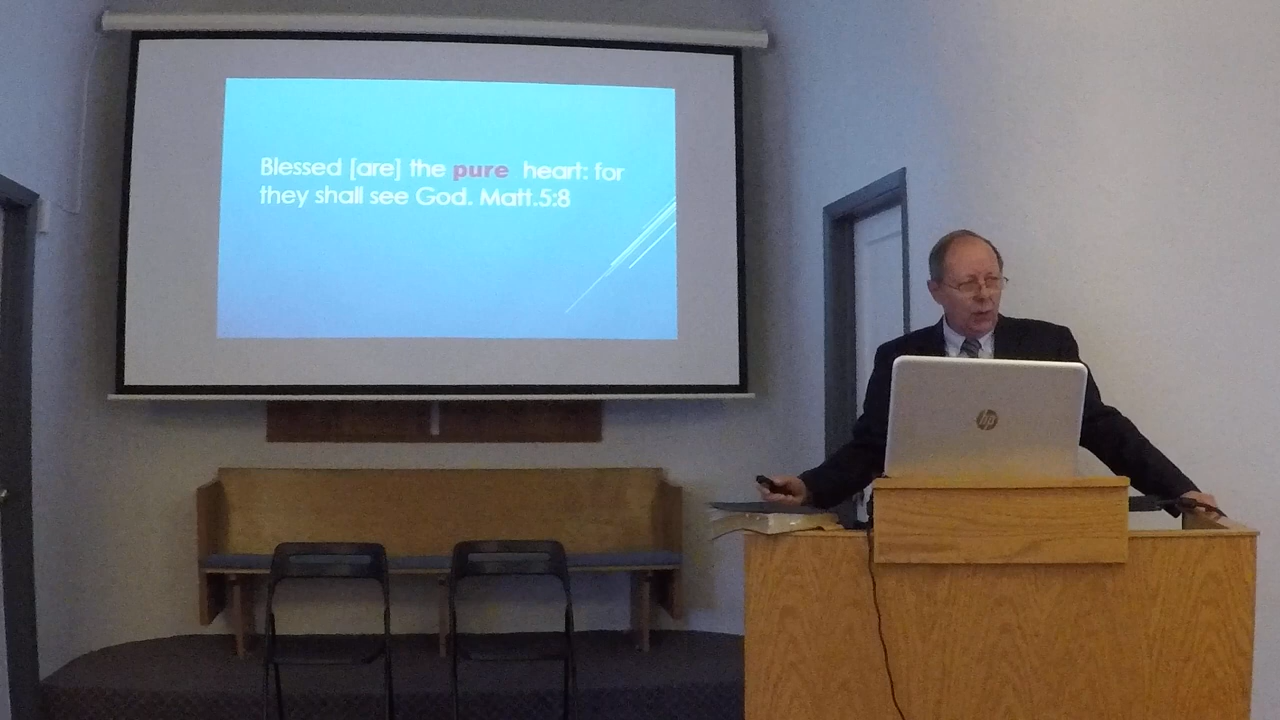 Blessed [are] the pure heart: for
they shall see God. Matt.5:8
hp